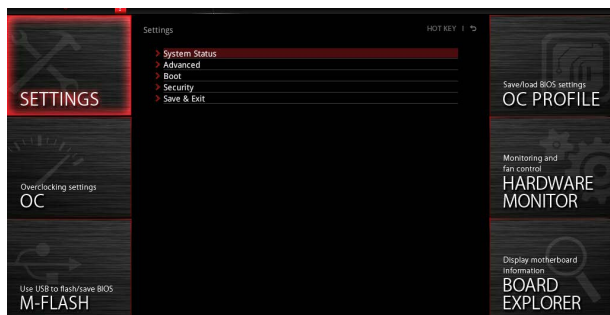 Settings
HOT KEY
System Status
Advanced
Boot
Security
Save & Exit
SETTINGS
Overclocking settings
OC
Use USB to flash/save BIOS
M-FLASH
Save/load BIOS settings
OC PROFILE
Monitoring and
fan control
HARDWARE
MONITOR
Display motherboard
information
BOARD
EXPLORER